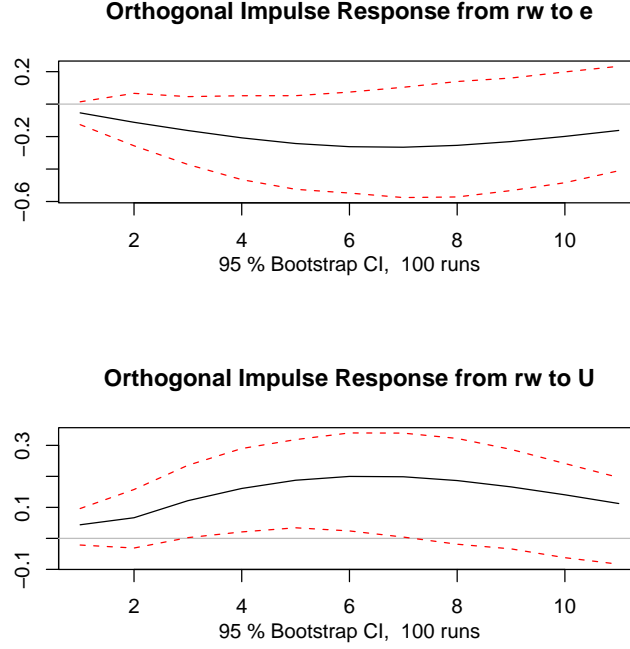 Orthogonal Impulse Response from rw to e
0.2
−0.2
−0.6
2 4 6 8 10
95 % Bootstrap CI, 100 runs
Orthogonal Impulse Response from rw to U
0.3
0.1
−0.1
2 4 6 8 10
95 % Bootstrap CI, 100 runs